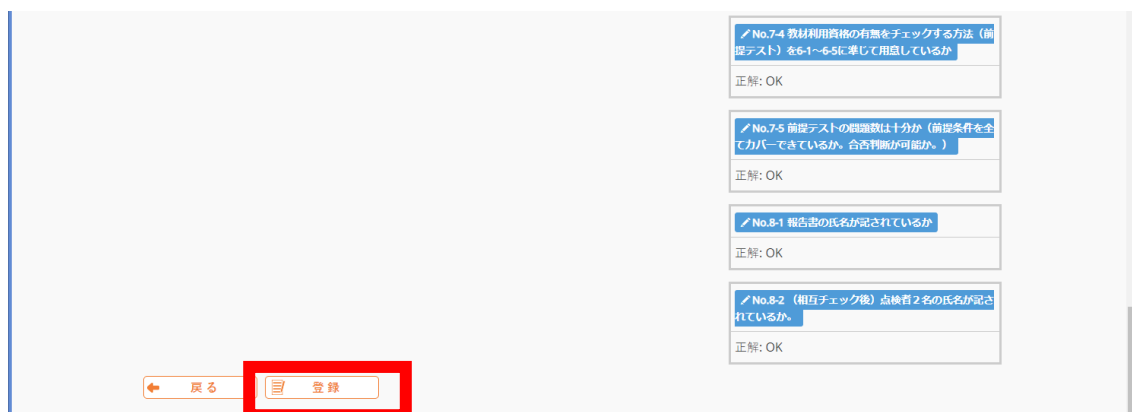 No.7-4 教材利用資格の有無をチェックする方法（前
提テスト）を6-1～6-5に準じて用意しているか
正解: OK
No.7-5 前提テストの問題数は十分か（前提条件を全
てカバーできているか。合否判断が可能か。）
正解: OK
No.8-1 報告書の氏名が記されているか
正解: OK
No.8-2 （相互チェック後）点検者２名の氏名が記さ
れているか。
正解: OK
戻る
登録